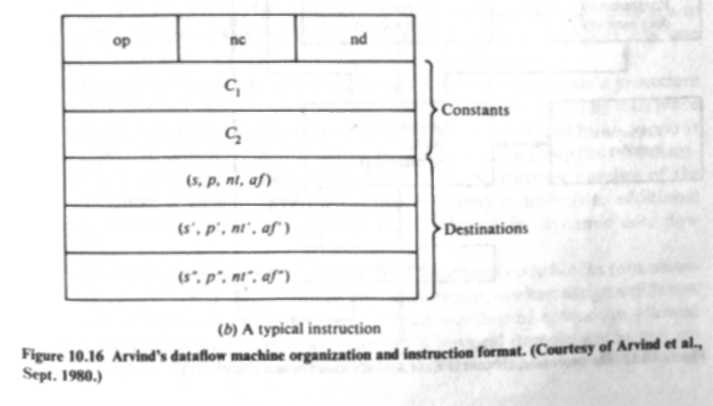 op nc nd
C₁
Constants
C₂
(s, p, nt, af)
(s′, p′, nt′, af′)
Destinations
(s″, p″, nt″, af″)
(b) A typical instruction
Figure 10.16 Arvind's dataflow machine organization and instruction format. (Courtesy of Arvind et al.,
Sept. 1980.)